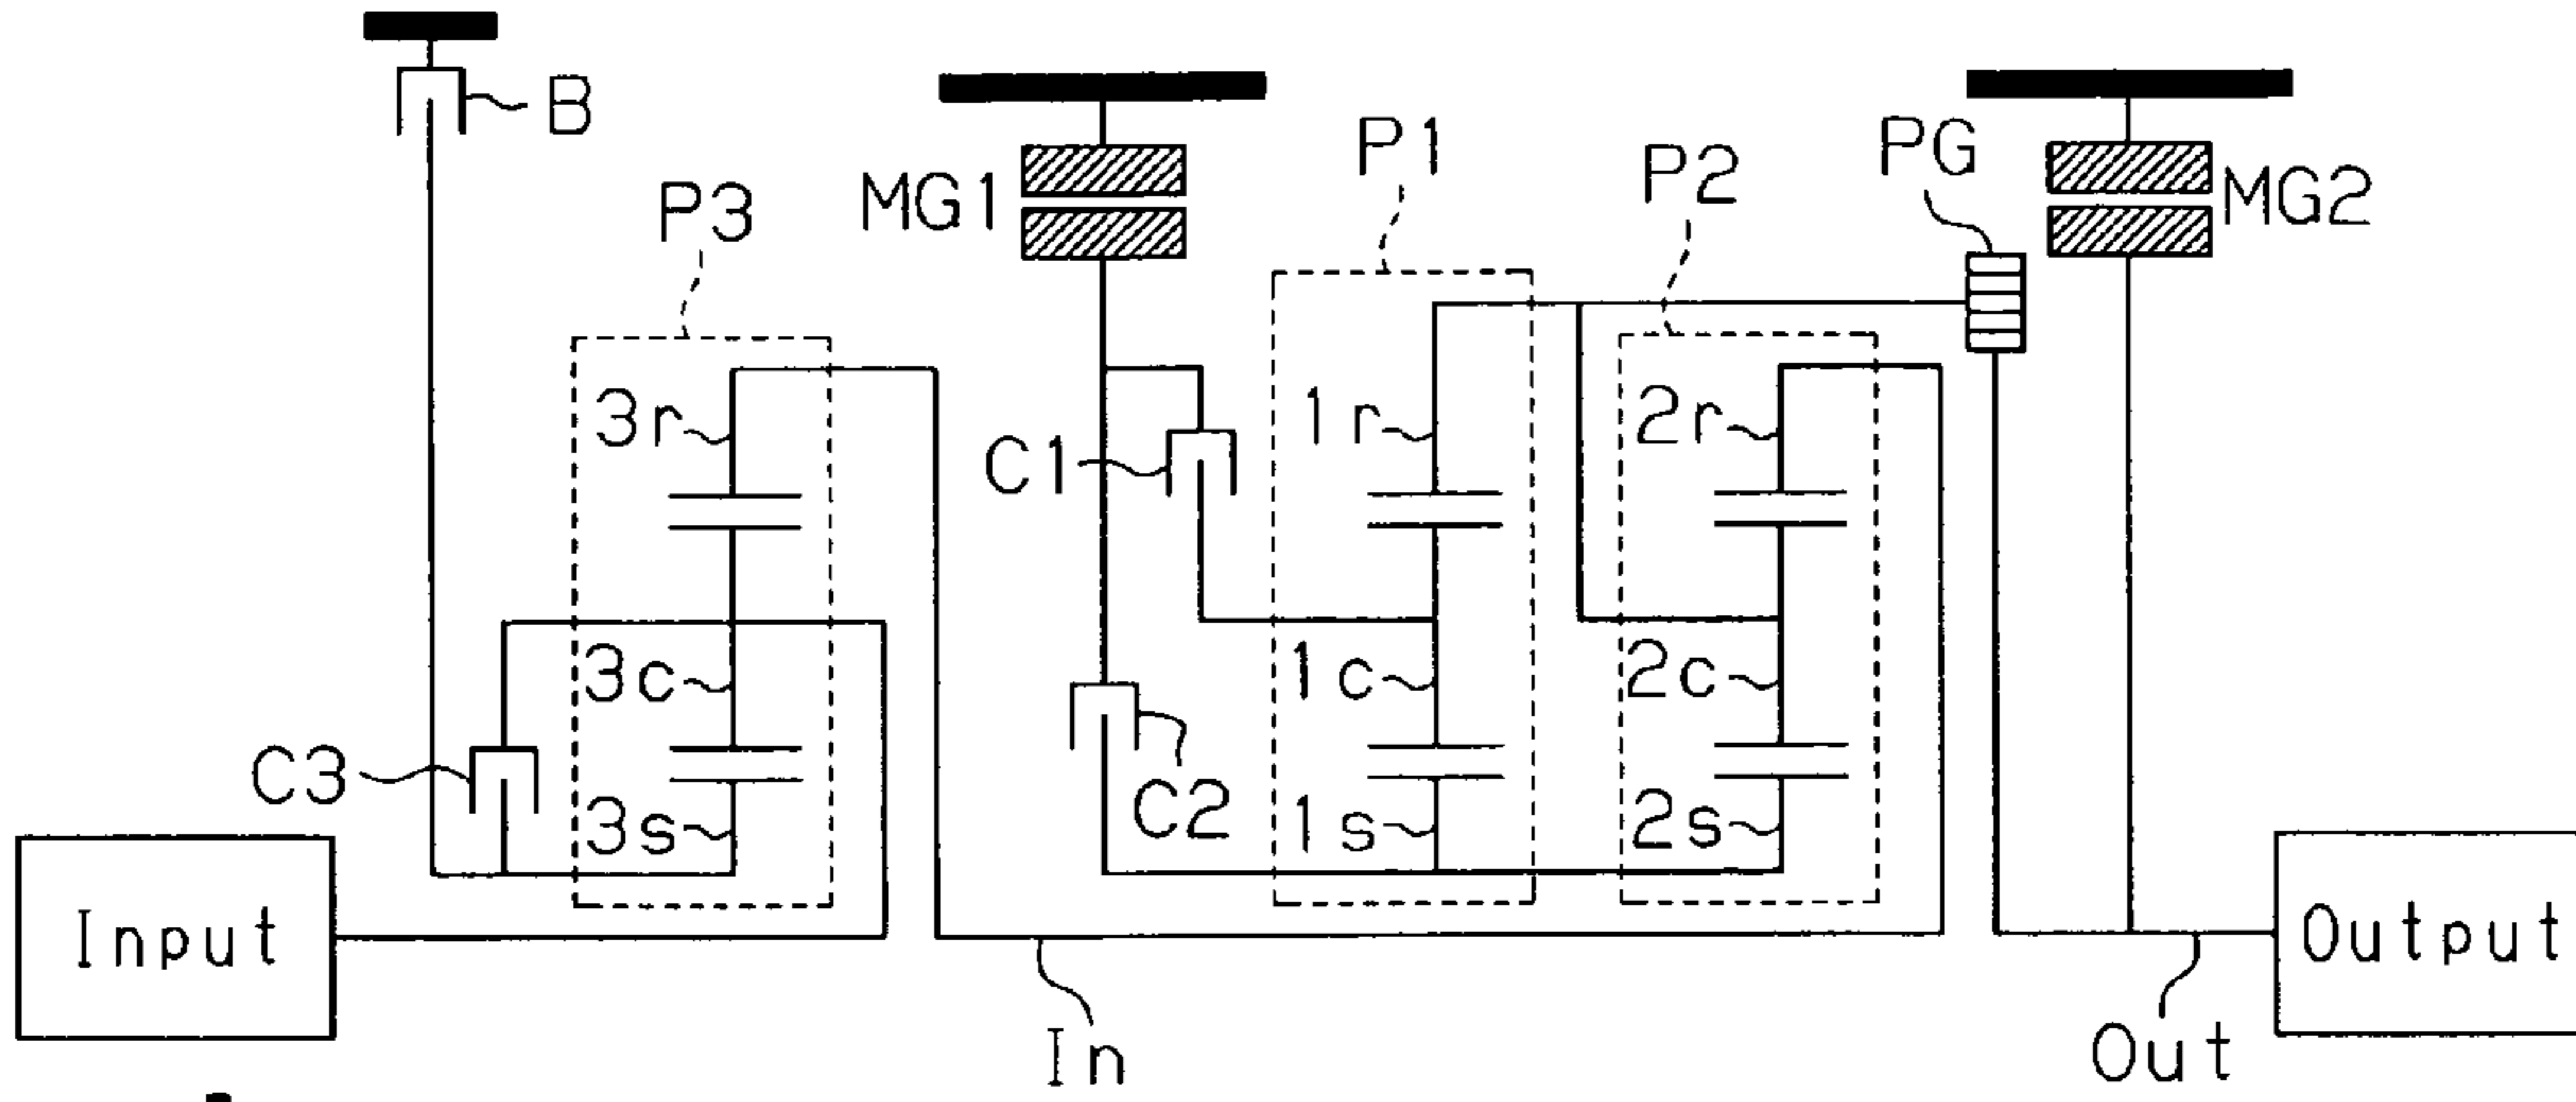 B
P3
MG1
P1
P2
PG
MG2
3r
C1
1r
2r
3c
1c
2c
C3
3s
C2
1s
2s
Input
Output
In
Out